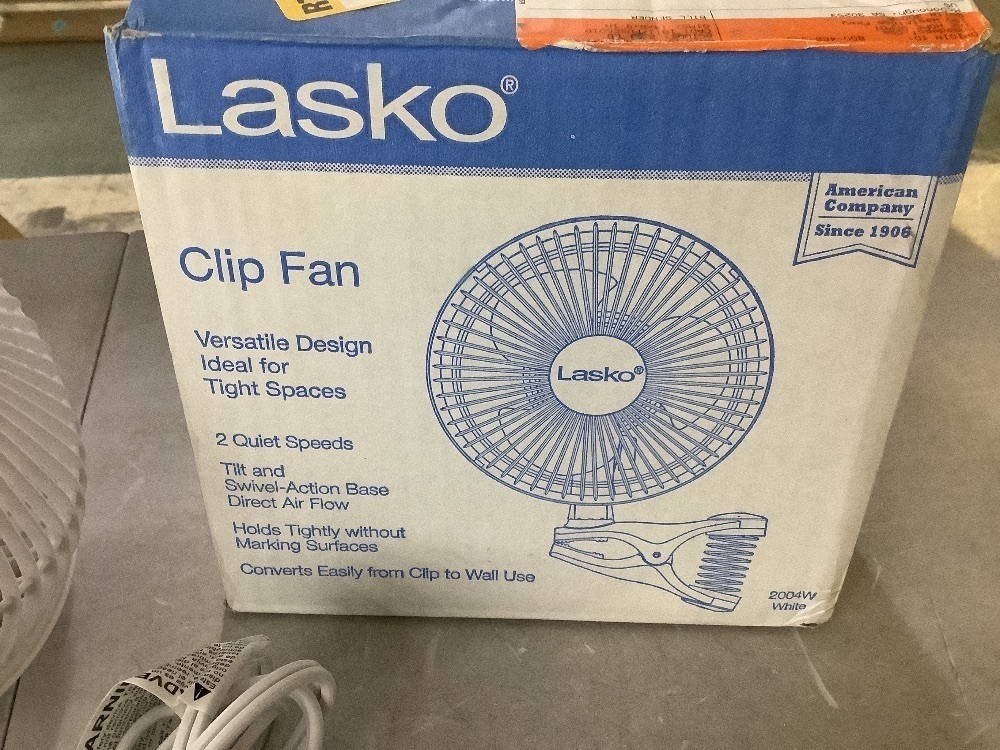 BILL SENDER
Lasko®
American
Company
Since 1906
Clip Fan
Versatile Design
Ideal for
Tight Spaces
Lasko®
2 Quiet Speeds
Tilt and
Swivel-Action Base
Direct Air Flow
Holds Tightly without
Marking Surfaces
Converts Easily from Clip to Wall Use
2004W
White